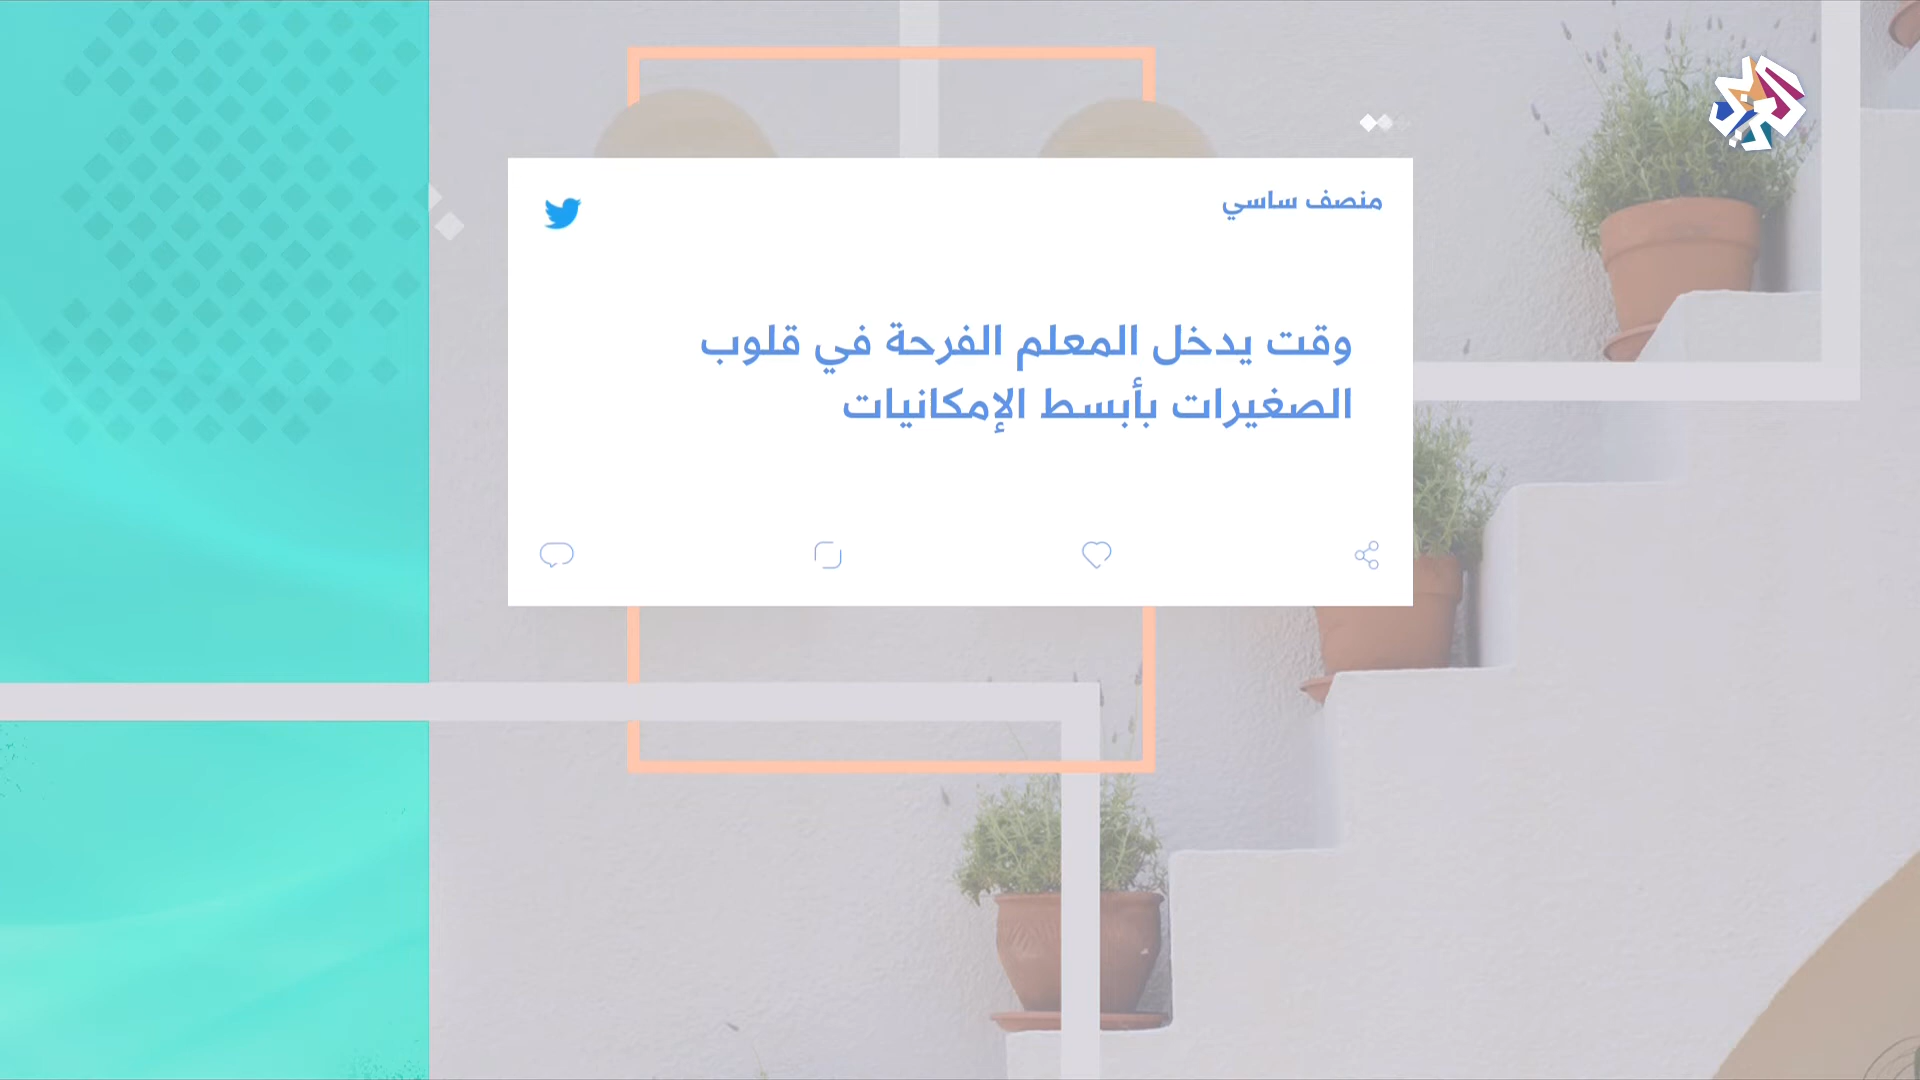 منصف ساسي
وقت يدخل المعلم الفرحة في قلوب
الصغيرات بأبسط الإمكانيات